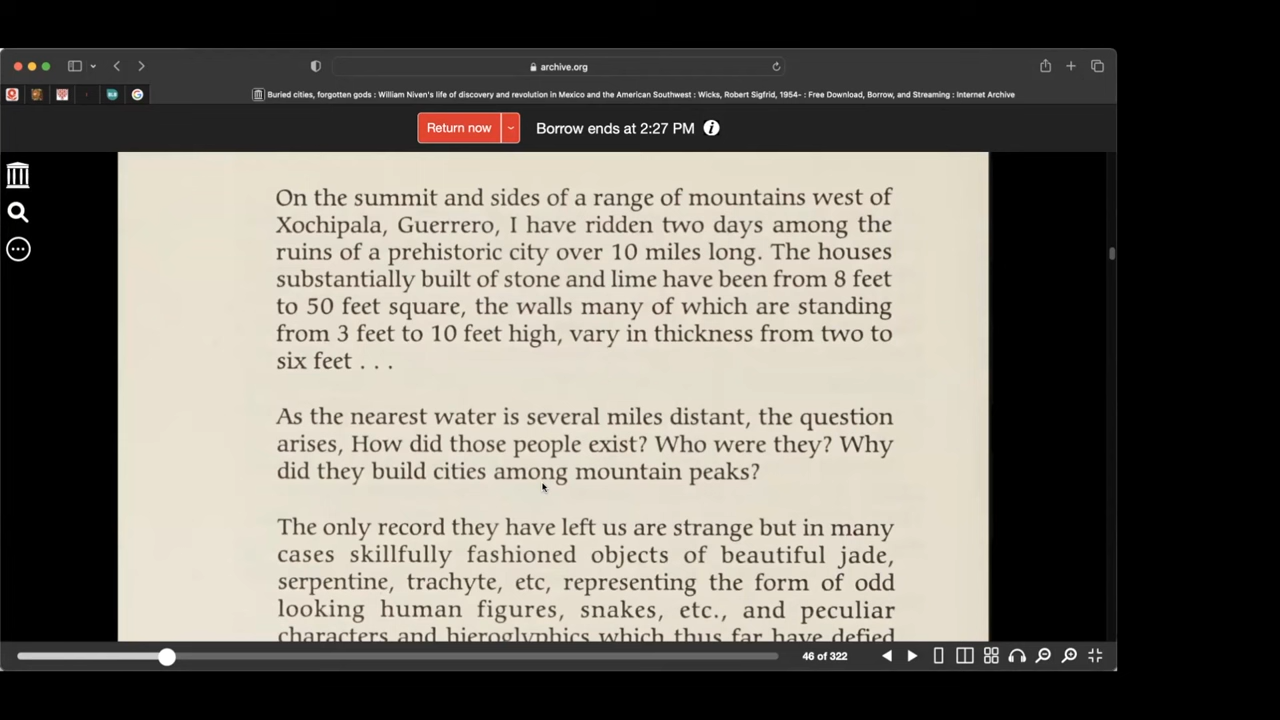 archive.org
Buried cities, forgotten gods : William Niven's life of discovery and revolution in Mexico and the American Southwest : Wicks, Robert Sigfrid, 1954- : Free Download, Borrow, and Streaming : Internet Archive
Return now
Borrow ends at 2:27 PM
On the summit and sides of a range of mountains west of
Xochipala, Guerrero, I have ridden two days among the
ruins of a prehistoric city over 10 miles long. The houses
substantially built of stone and lime have been from 8 feet
to 50 feet square, the walls many of which are standing
from 3 feet to 10 feet high, vary in thickness from two to
six feet . . .
As the nearest water is several miles distant, the question
arises, How did those people exist? Who were they? Why
did they build cities among mountain peaks?
The only record they have left us are strange but in many
cases skillfully fashioned objects of beautiful jade,
serpentine, trachyte, etc, representing the form of odd
looking human figures, snakes, etc., and peculiar
characters and hieroglyphics which thus far have defied
46 of 322